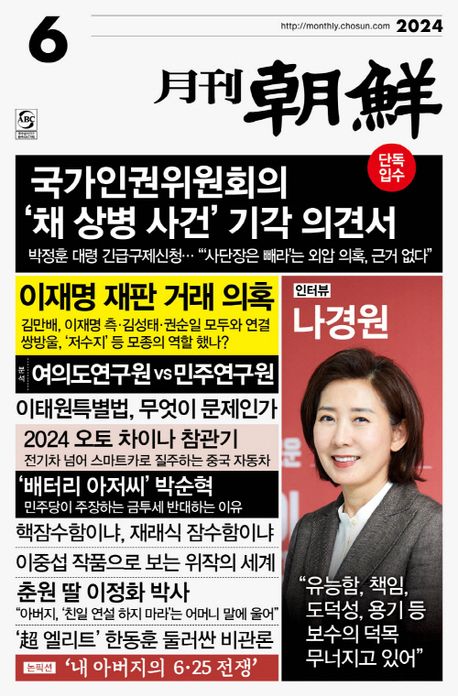 6
http://monthly.chosun.com 2024
月刊 朝鮮
ABC
단독
입수
국가인권위원회의
‘채 상병 사건’ 기각 의견서
박정훈 대령 긴급구제신청… “‘사단장은 빼라’는 외압 의혹, 근거 없다”
이재명 재판 거래 의혹
김만배, 이재명 측·김성태·권순일 모두와 연결
쌍방울, ‘저수지’ 등 모종의 역할 했나?
분석 여의도연구원 vs 민주연구원
이태원특별법, 무엇이 문제인가
2024 오토 차이나 참관기
전기차 넘어 스마트카로 질주하는 중국 자동차
‘배터리 아저씨’ 박순혁
민주당이 주장하는 금투세 반대하는 이유
핵잠수함이냐, 재래식 잠수함이냐
이중섭 작품으로 보는 위작의 세계
춘원 딸 이정화 박사
“아버지, ‘친일 연설 하지 마라’는 어머니 말에 울어”
‘超 엘리트’ 한동훈 둘러싼 비관론
논픽션 ‘내 아버지의 6·25 전쟁’
인터뷰
나경원
“유능함, 책임,
도덕성, 용기 등
보수의 덕목
무너지고 있어”